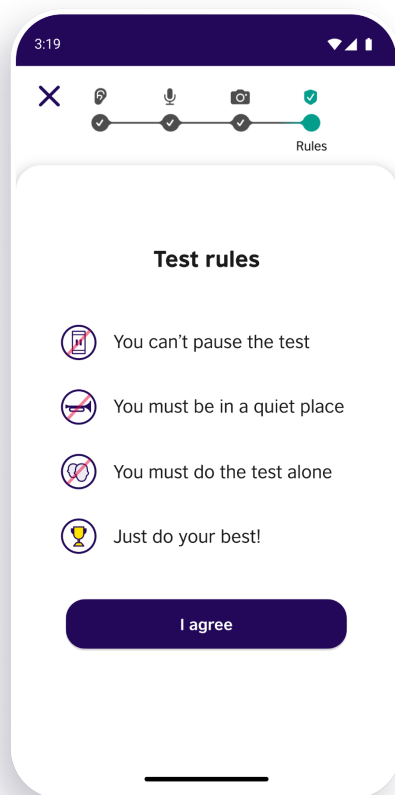 3:19
Rules
Test rules
You can't pause the test
You must be in a quiet place
You must do the test alone
Just do your best!
I agree